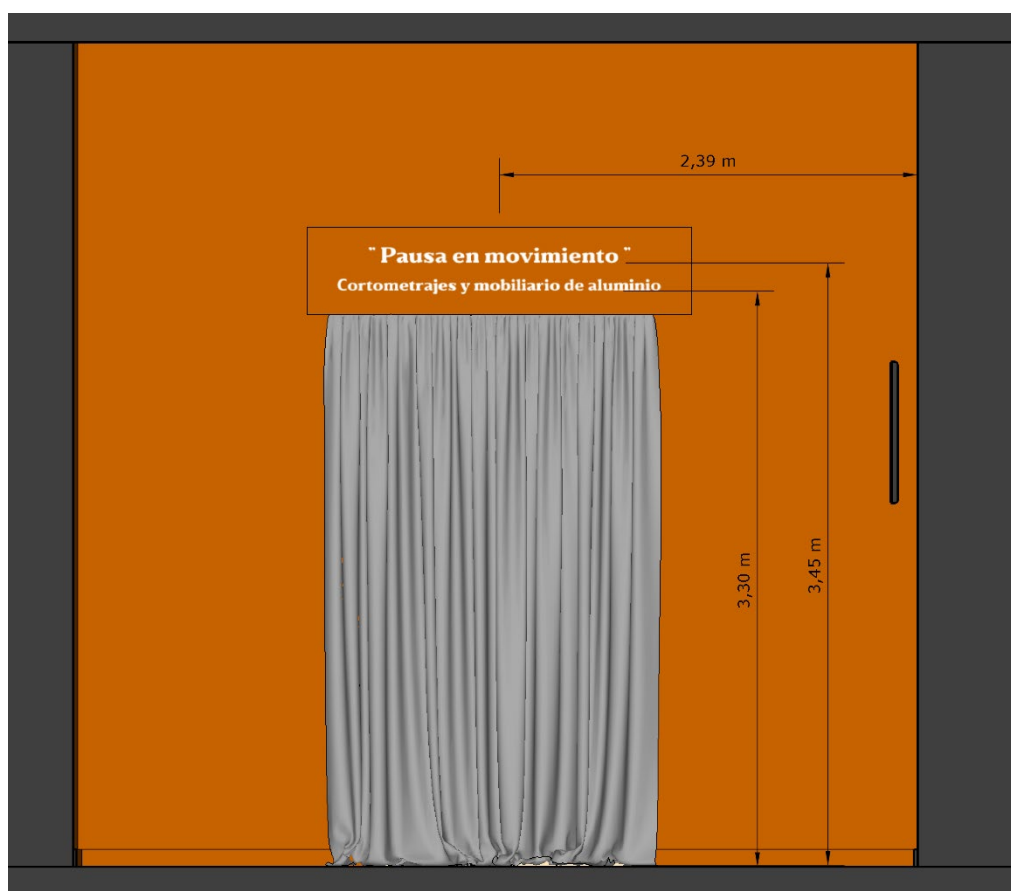 2,39 m
" Pausa en movimiento "
Cortometrajes y mobiliario de aluminio
3,30 m
3,45 m